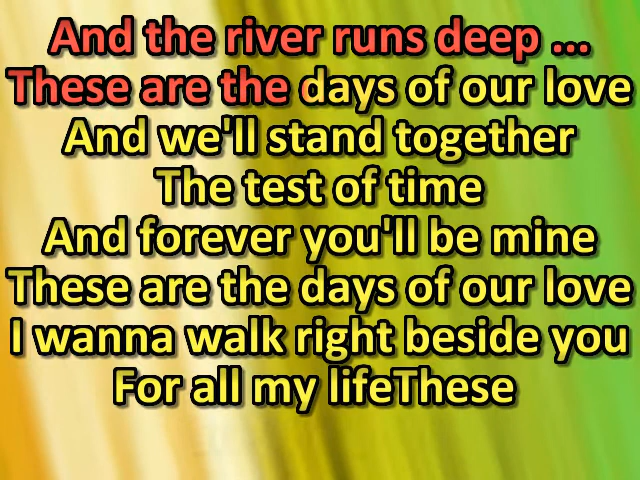 And the river runs deep ...
These are the days of our love
And we'll stand together
The test of time
And forever you'll be mine
These are the days of our love
I wanna walk right beside you
For all my lifeThese